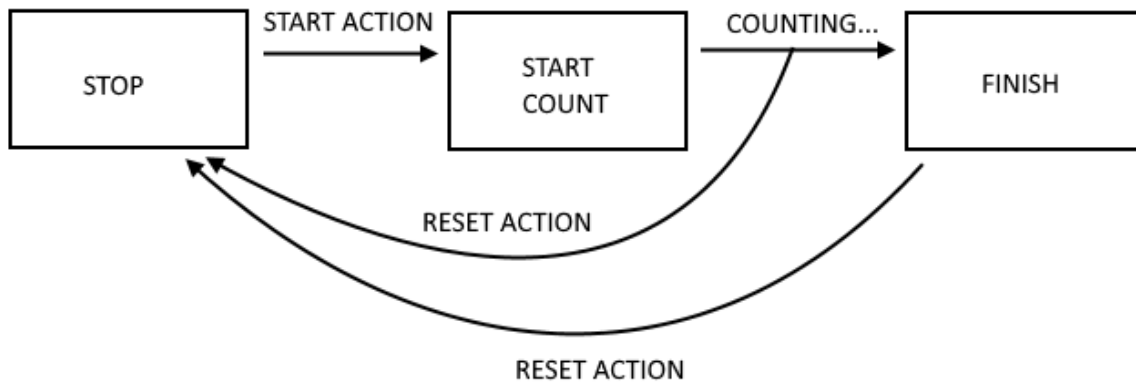 START ACTION
COUNTING...
STOP
START
COUNT
FINISH
RESET ACTION
RESET ACTION